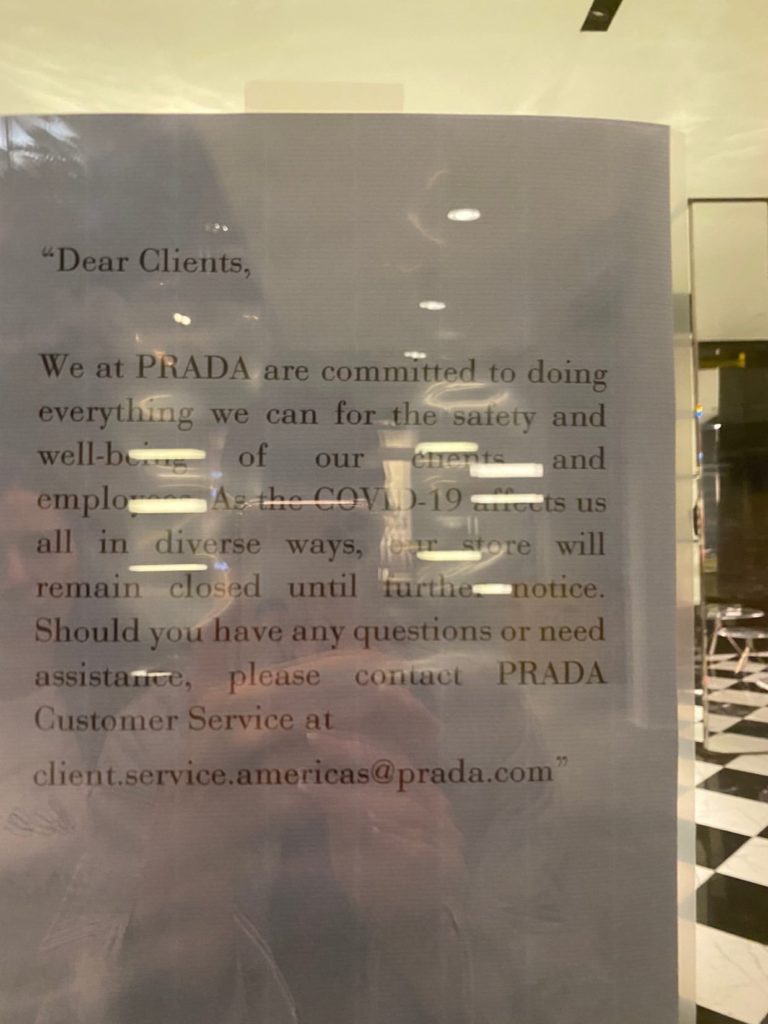 “Dear Clients,
We at PRADA are committed to doing
everything we can for the safety and
well-being of our clients and
employees. As the COVID-19 affects us
all in diverse ways, our store will
remain closed until further notice.
Should you have any questions or need
assistance, please contact PRADA
Customer Service at
client.service.americas@prada.com”